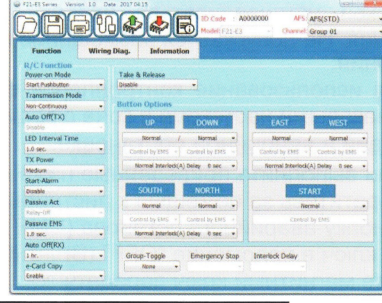 F21-E3 Series Version 1.0 Date 2017.04.15
ID Code : A0000000 AFS: AFS(STD)
Model: F21-E3 Channel: Group 01
Function Wiring Diag. Information
R/C Function
Power-on Mode
Start Pushbutton
Transmission Mode
Non-Continuous
Auto Off(TX)
Disable
LED Interval Time
1.0 sec.
TX Power
Medium
Start-Alarm
Disable
Passive Act
Relay-Off
Passive EMS
1.0 sec.
Auto Off(RX)
1 hr.
e-Card Copy
Enable
Take & Release
Disable
Button Options
UP DOWN
Normal / Normal
Control by EMS Control by EMS
Normal Interlock(A) Delay 0 sec
EAST WEST
Normal / Normal
Control by EMS Control by EMS
Normal Interlock(A) Delay 0 sec
SOUTH NORTH
Normal / Normal
Control by EMS Control by EMS
Normal Interlock(A) Delay 0 sec
START
Normal
Control by EMS
Group-Toggle Emergency Stop Interlock Delay
None